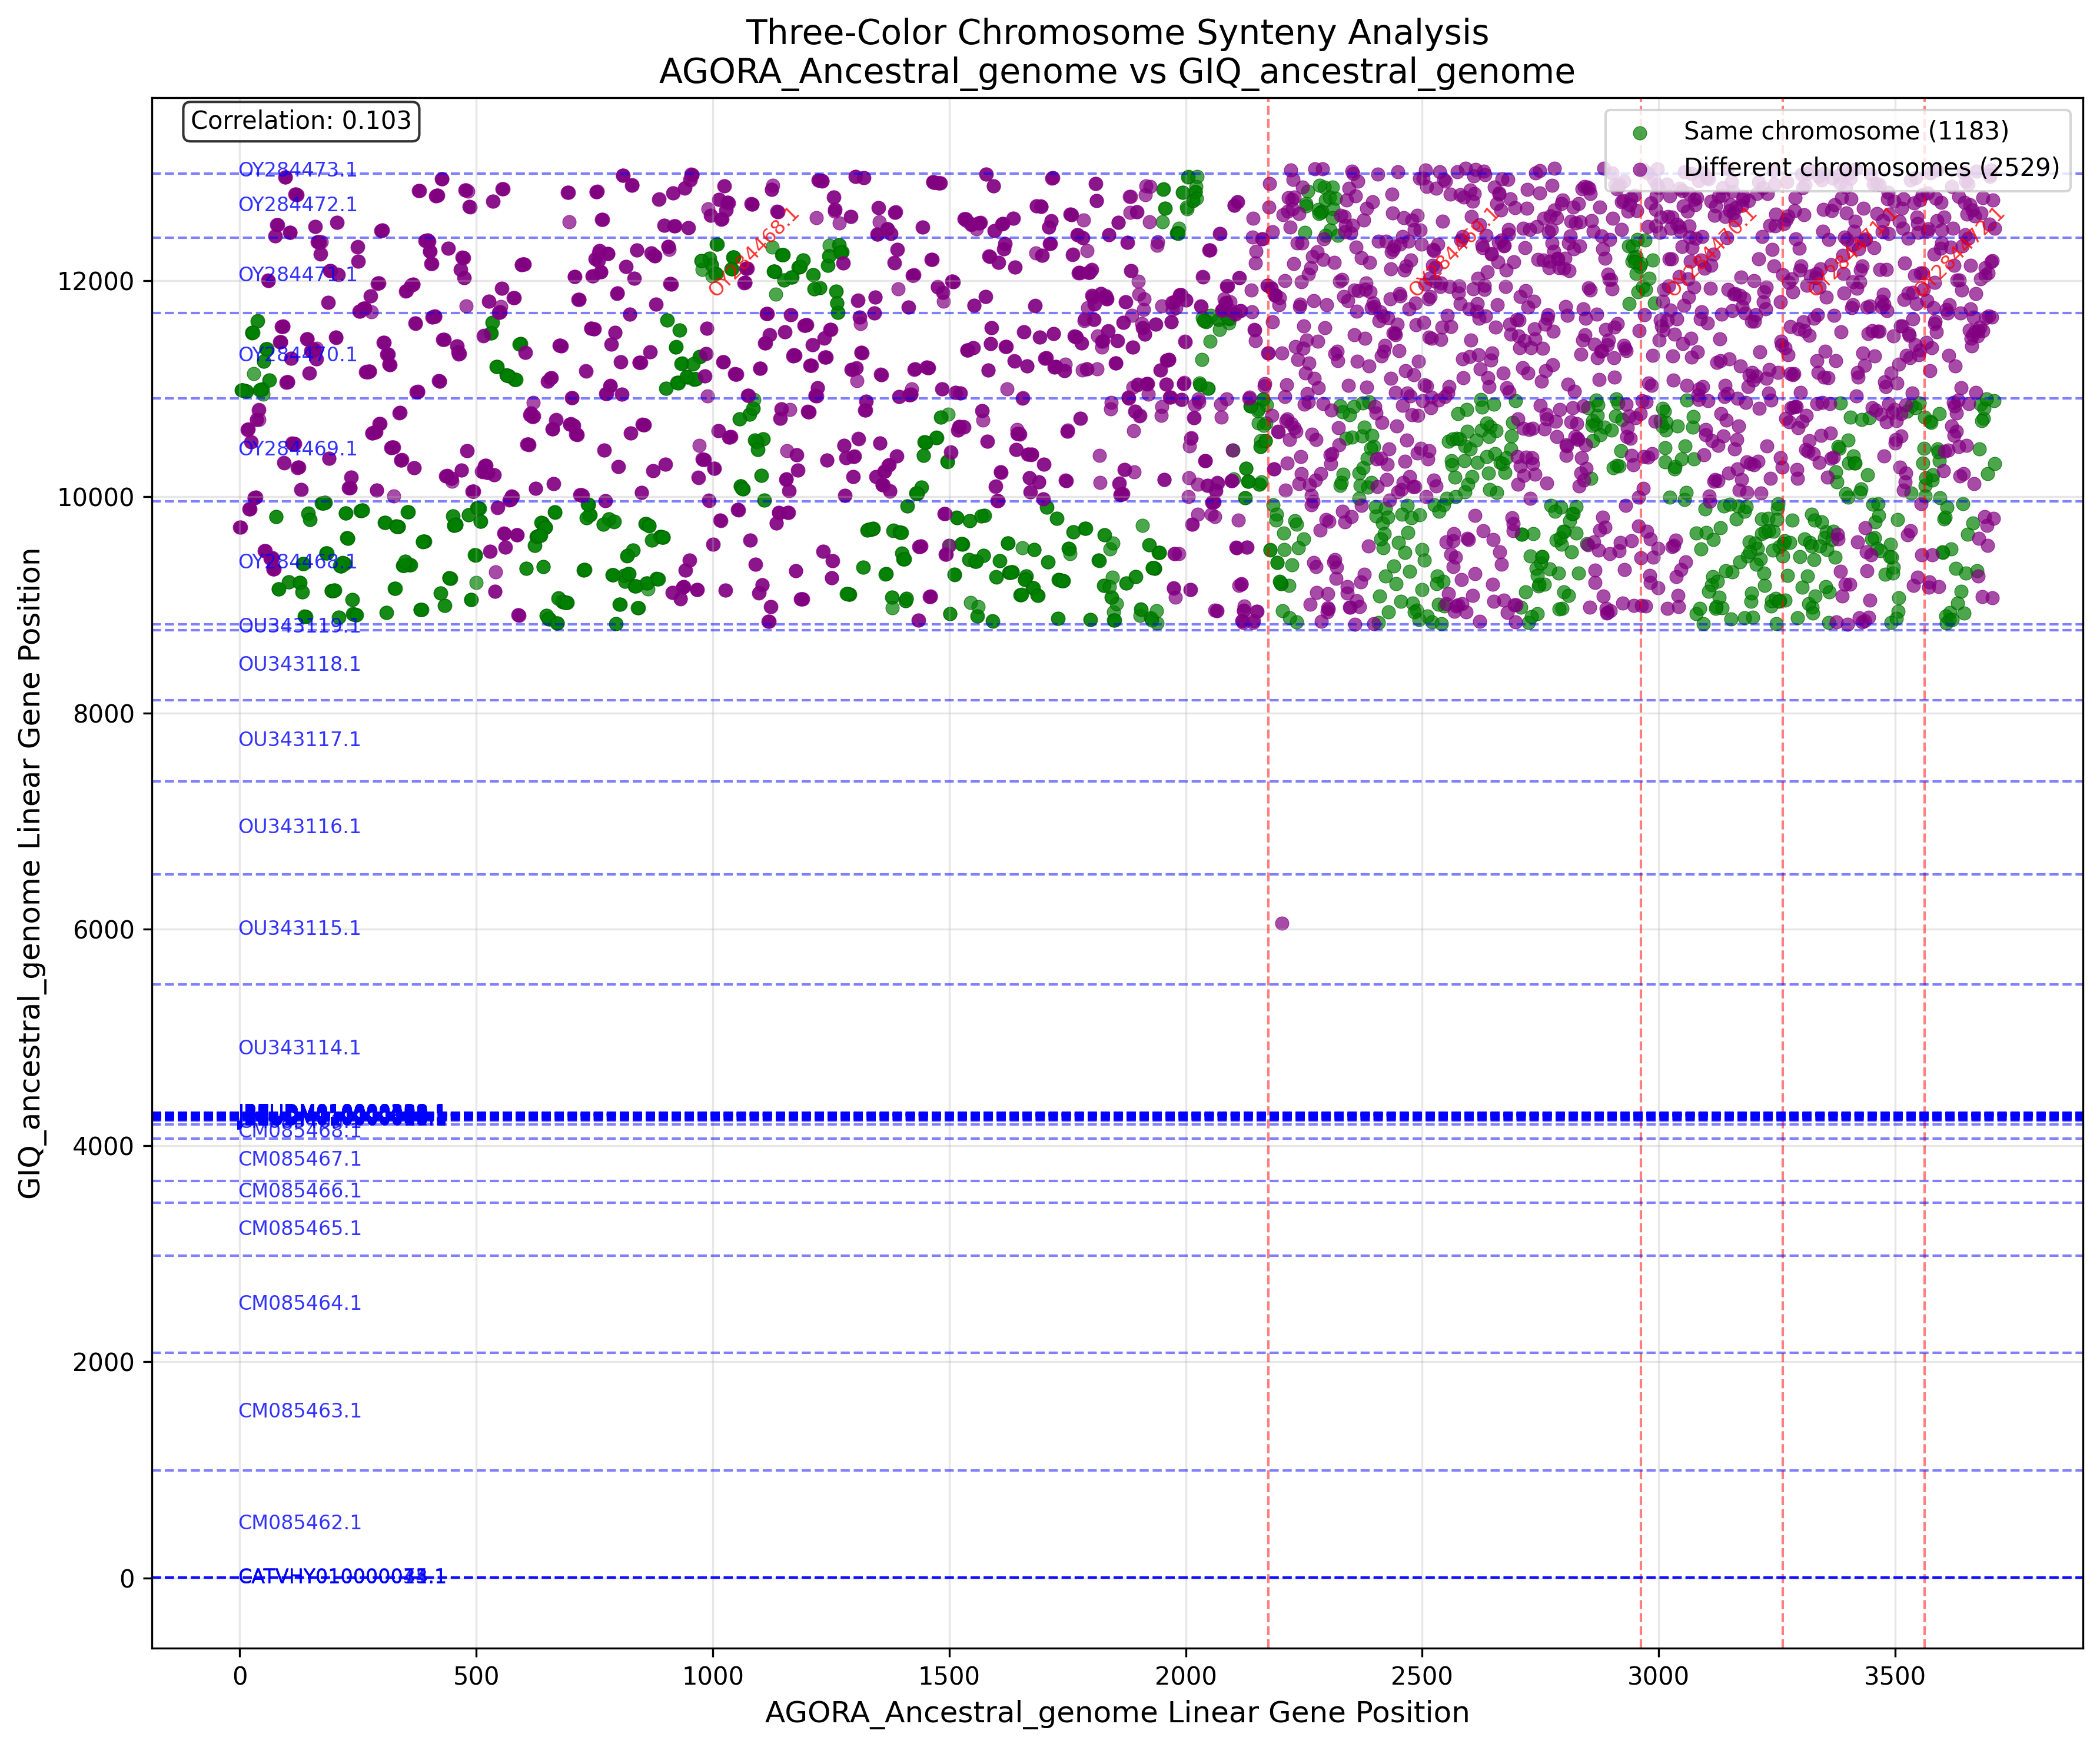 Three-Color Chromosome Synteny Analysis
AGORA_Ancestral_genome vs GIQ_ancestral_genome
Correlation: 0.103
Same chromosome (1183)
Different chromosomes (2529)
OY284473.1
OY284472.1
OY284471.1
OY284470.1
OY284469.1
OY284468.1
OU343119.1
OU343118.1
OU343117.1
OU343116.1
OU343115.1
OU343114.1
CM085468.1
CM085467.1
CM085466.1
CM085465.1
CM085464.1
CM085463.1
CM085462.1
OY284468.1
OY284469.1
OY284470.1
OY284471.1
OY284472.1
12000
10000
8000
6000
4000
2000
0
0 500 1000 1500 2000 2500 3000 3500
AGORA_Ancestral_genome Linear Gene Position
GIQ_ancestral_genome Linear Gene Position